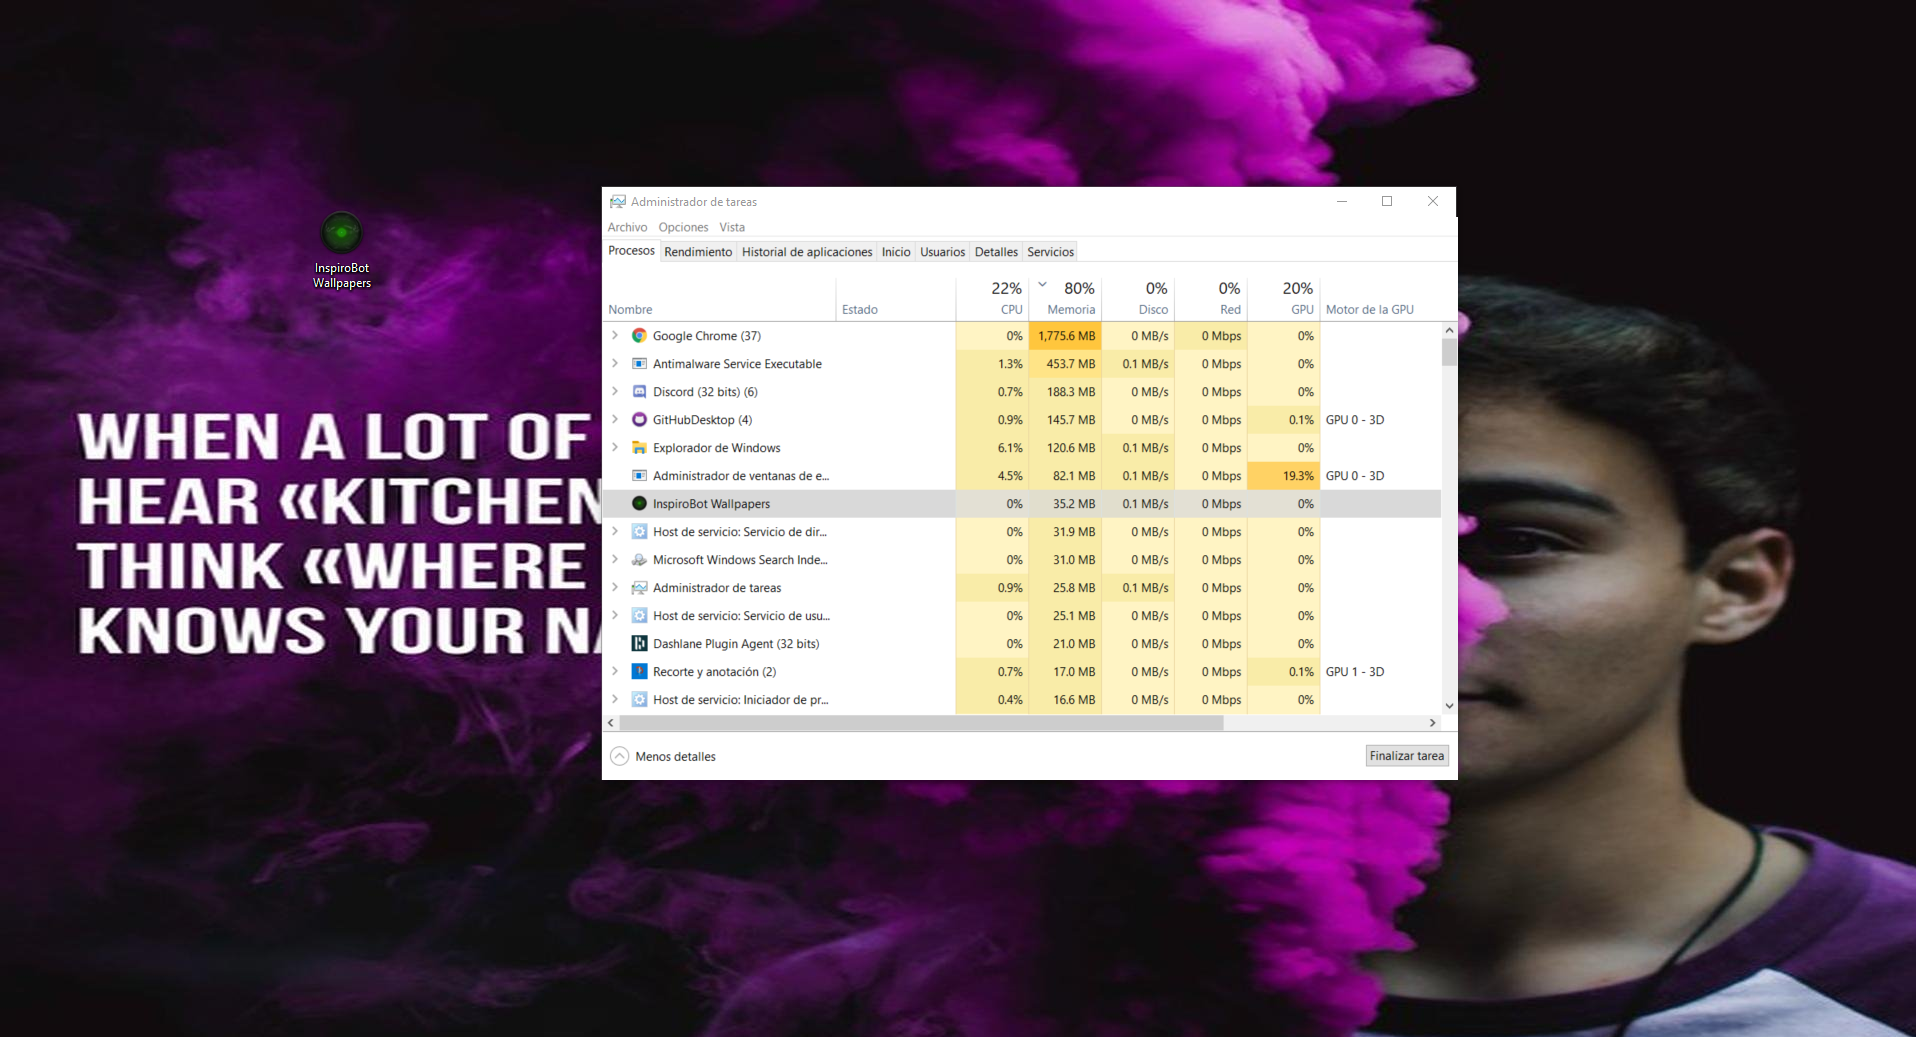 InspiroBot
Wallpapers
WHEN A LOT OF
HEAR «KITCHEN
THINK «WHERE
KNOWS YOUR NA
Administrador de tareas
Archivo Opciones Vista
Procesos Rendimiento Historial de aplicaciones Inicio Usuarios Detalles Servicios
22% 80% 0% 0% 20%
Nombre Estado CPU Memoria Disco Red GPU Motor de la GPU
Google Chrome (37) 0% 1,775.6 MB 0 MB/s 0 Mbps 0%
Antimalware Service Executable 1.3% 453.7 MB 0.1 MB/s 0 Mbps 0%
Discord (32 bits) (6) 0.7% 188.3 MB 0 MB/s 0 Mbps 0%
GitHubDesktop (4) 0.9% 145.7 MB 0 MB/s 0 Mbps 0.1% GPU 0 - 3D
Explorador de Windows 6.1% 120.6 MB 0.1 MB/s 0 Mbps 0%
Administrador de ventanas de e... 4.5% 82.1 MB 0.1 MB/s 0 Mbps 19.3% GPU 0 - 3D
InspiroBot Wallpapers 0% 35.2 MB 0.1 MB/s 0 Mbps 0%
Host de servicio: Servicio de dir... 0% 31.9 MB 0 MB/s 0 Mbps 0%
Microsoft Windows Search Inde... 0% 31.0 MB 0 MB/s 0 Mbps 0%
Administrador de tareas 0.9% 25.8 MB 0.1 MB/s 0 Mbps 0%
Host de servicio: Servicio de usu... 0% 25.1 MB 0 MB/s 0 Mbps 0%
Dashlane Plugin Agent (32 bits) 0% 21.0 MB 0 MB/s 0 Mbps 0%
Recorte y anotación (2) 0.7% 17.0 MB 0 MB/s 0 Mbps 0.1% GPU 1 - 3D
Host de servicio: Iniciador de pr... 0.4% 16.6 MB 0 MB/s 0 Mbps 0%
Menos detalles Finalizar tarea